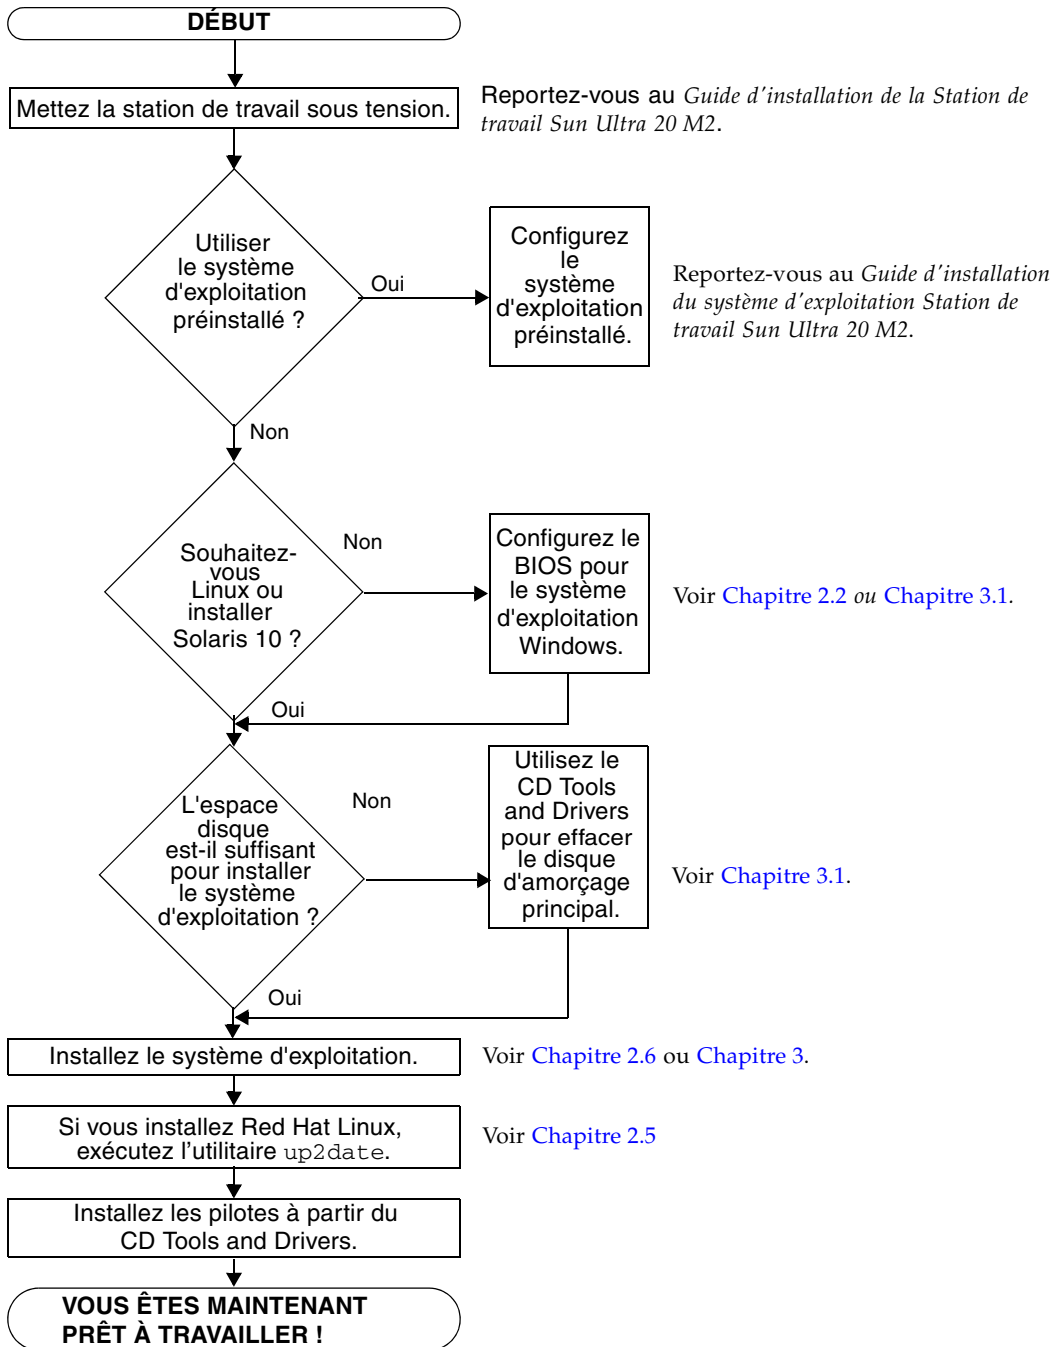 DÉBUT
Mettez la station de travail sous tension.
Reportez-vous au Guide d'installation de la Station de
travail Sun Ultra 20 M2.
Utiliser
le système
d'exploitation
préinstallé ?
Oui
Configurez
le
système
d'exploitation
préinstallé.
Reportez-vous au Guide d'installation
du système d'exploitation Station de
travail Sun Ultra 20 M2.
Non
Souhaitez-
vous
Linux ou
installer
Solaris 10 ?
Non
Configurez le
BIOS pour
le système
d'exploitation
Windows.
Voir Chapitre 2.2 ou Chapitre 3.1.
Oui
L'espace
disque
est-il suffisant
pour installer
le système
d'exploitation ?
Non
Utilisez le
CD Tools
and Drivers
pour effacer
le disque
d'amorçage
principal.
Voir Chapitre 3.1.
Oui
Installez le système d'exploitation.
Voir Chapitre 2.6 ou Chapitre 3.
Si vous installez Red Hat Linux,
exécutez l'utilitaire up2date.
Voir Chapitre 2.5
Installez les pilotes à partir du
CD Tools and Drivers.
VOUS ÊTES MAINTENANT
PRÊT À TRAVAILLER !